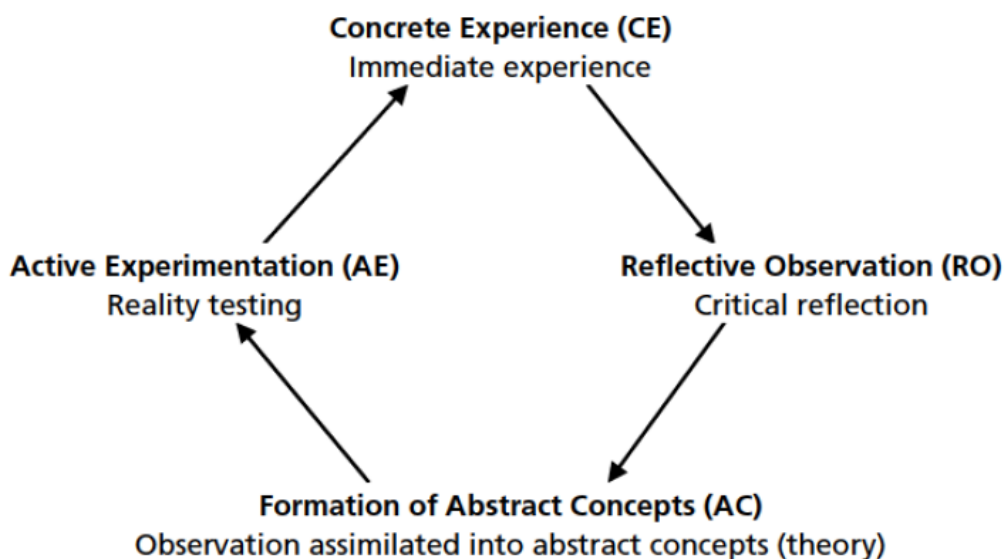 Concrete Experience (CE)
Immediate experience
Active Experimentation (AE)
Reality testing
Reflective Observation (RO)
Critical reflection
Formation of Abstract Concepts (AC)
Observation assimilated into abstract concepts (theory)